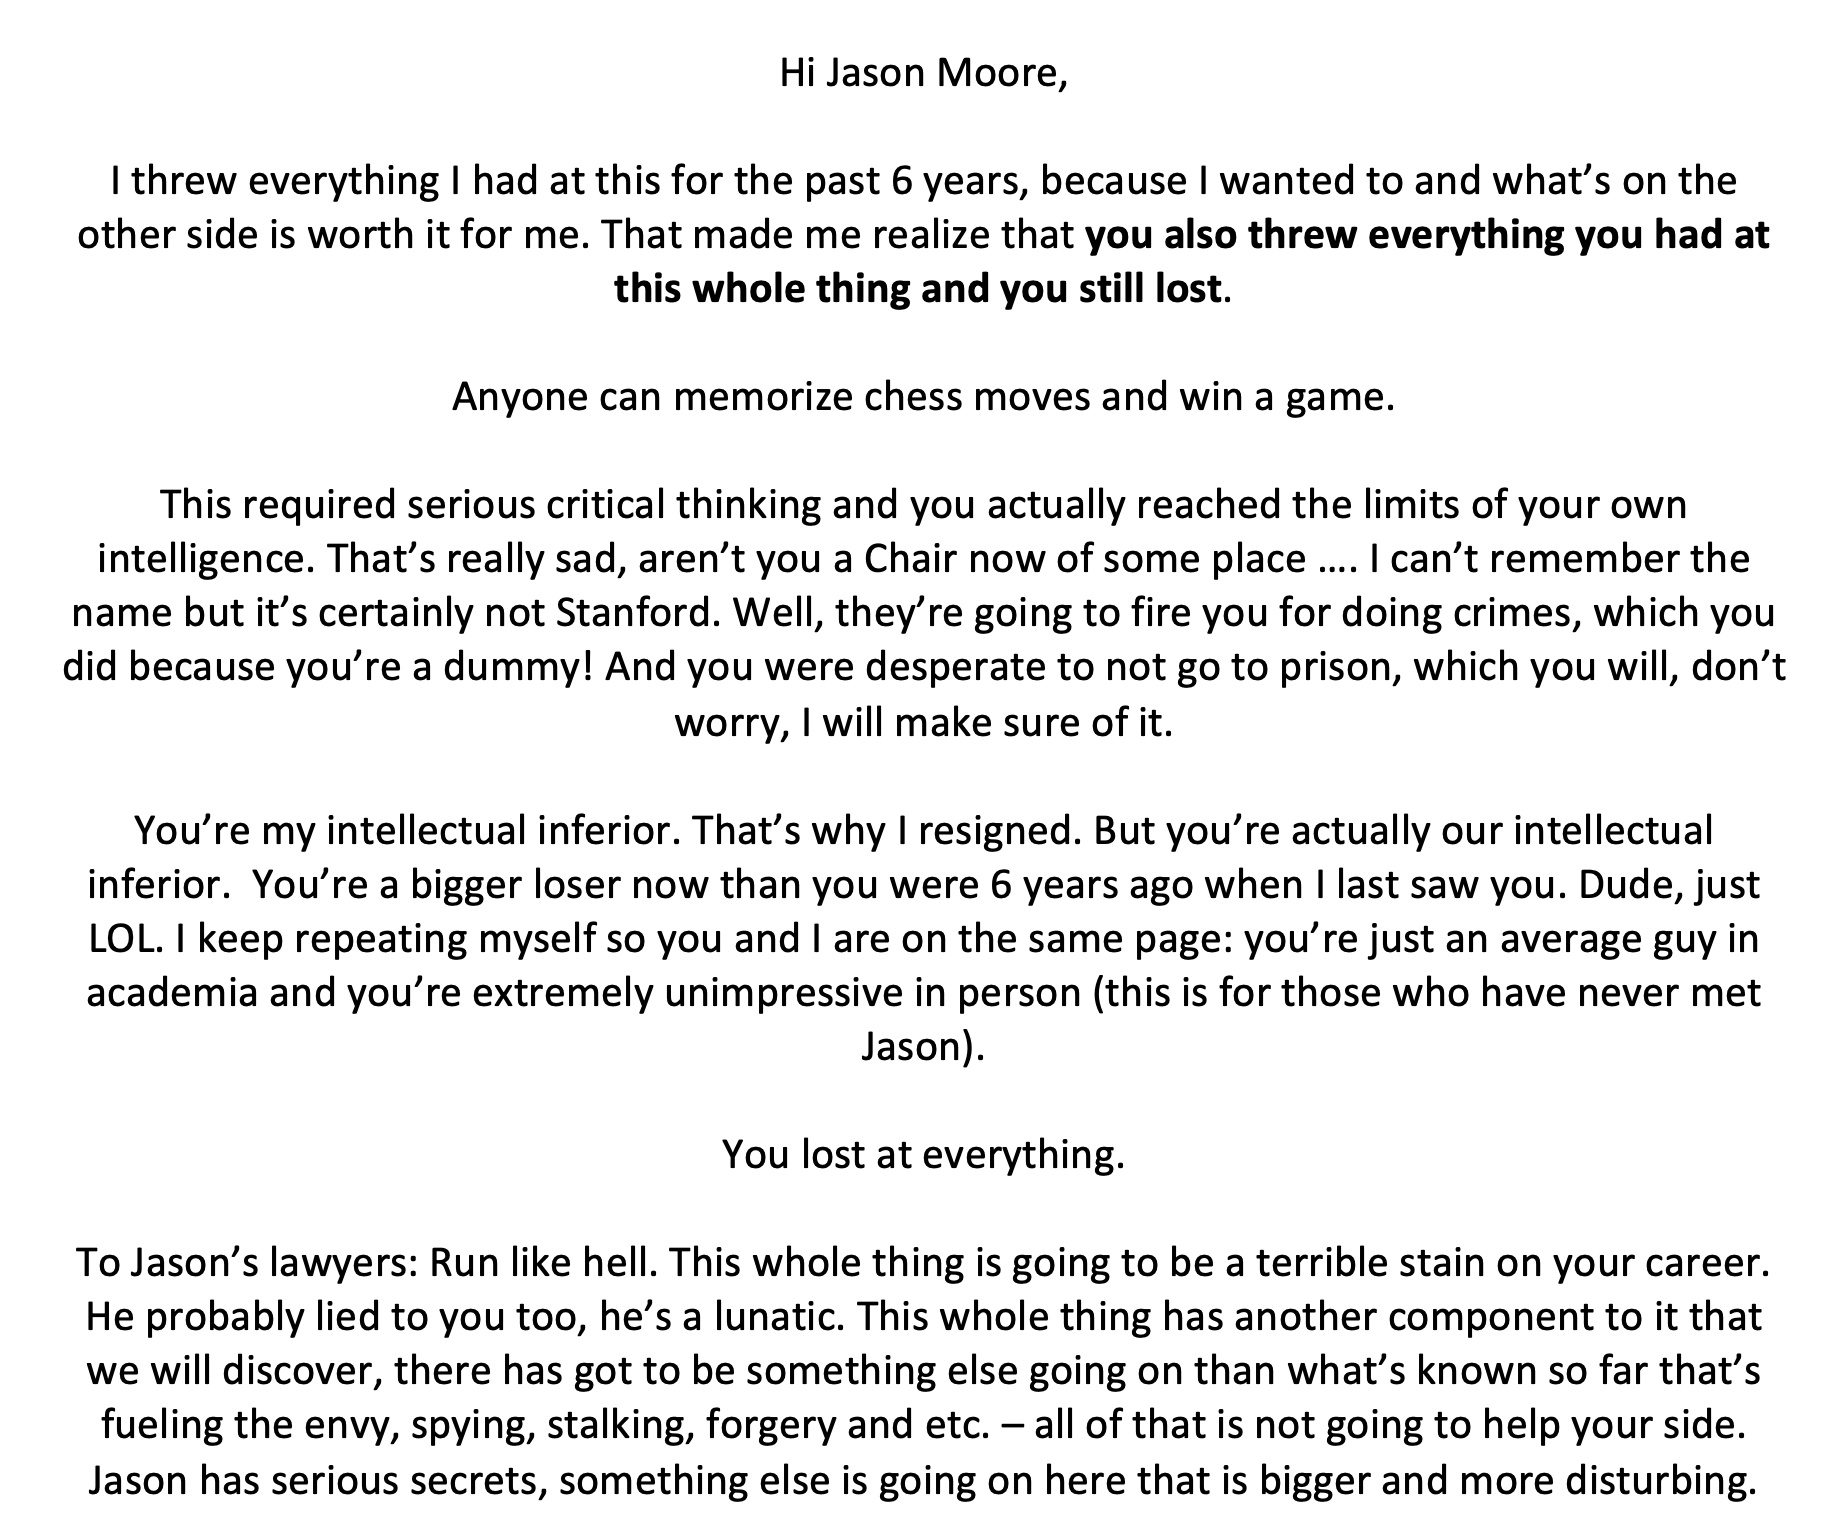 Hi Jason Moore,
I threw everything I had at this for the past 6 years, because I wanted to and what’s on the
other side is worth it for me. That made me realize that you also threw everything you had at
this whole thing and you still lost.
Anyone can memorize chess moves and win a game.
This required serious critical thinking and you actually reached the limits of your own
intelligence. That’s really sad, aren’t you a Chair now of some place …. I can’t remember the
name but it’s certainly not Stanford. Well, they’re going to fire you for doing crimes, which you
did because you’re a dummy! And you were desperate to not go to prison, which you will, don’t
worry, I will make sure of it.
You’re my intellectual inferior. That’s why I resigned. But you’re actually our intellectual
inferior.  You’re a bigger loser now than you were 6 years ago when I last saw you. Dude, just
LOL. I keep repeating myself so you and I are on the same page: you’re just an average guy in
academia and you’re extremely unimpressive in person (this is for those who have never met
Jason).
You lost at everything.
To Jason’s lawyers: Run like hell. This whole thing is going to be a terrible stain on your career.
He probably lied to you too, he’s a lunatic. This whole thing has another component to it that
we will discover, there has got to be something else going on than what’s known so far that’s
fueling the envy, spying, stalking, forgery and etc. – all of that is not going to help your side.
Jason has serious secrets, something else is going on here that is bigger and more disturbing.